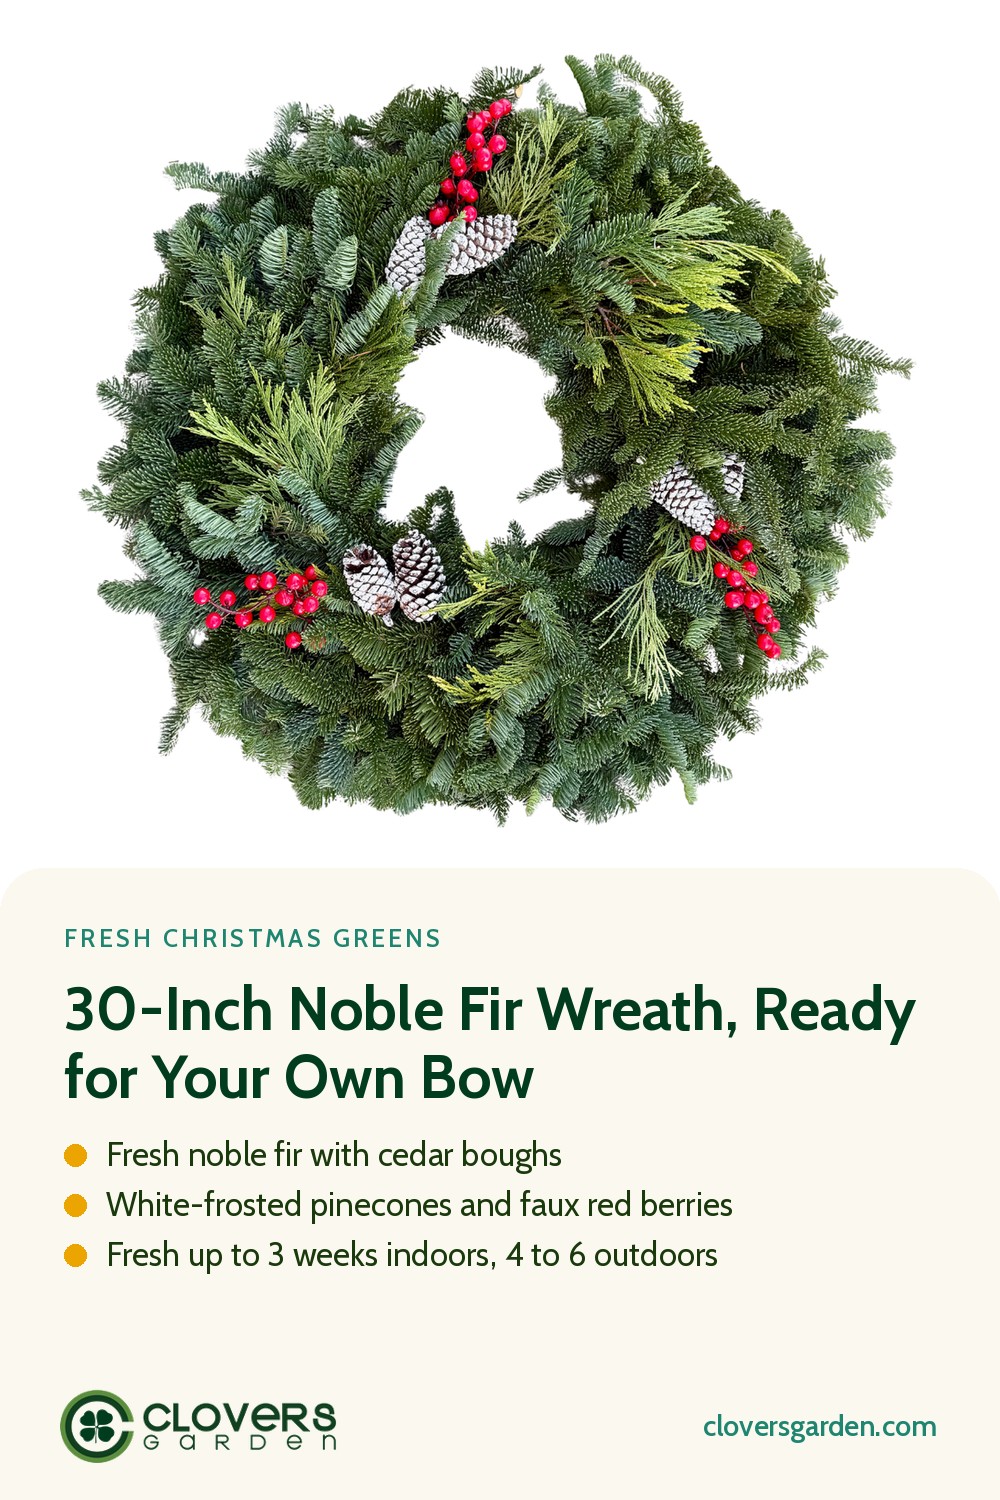 FRESH CHRISTMAS GREENS
30-Inch Noble Fir Wreath, Ready
for Your Own Bow
Fresh noble fir with cedar boughs
White-frosted pinecones and faux red berries
Fresh up to 3 weeks indoors, 4 to 6 outdoors
CLOVERS
GARDEN
cloversgarden.com